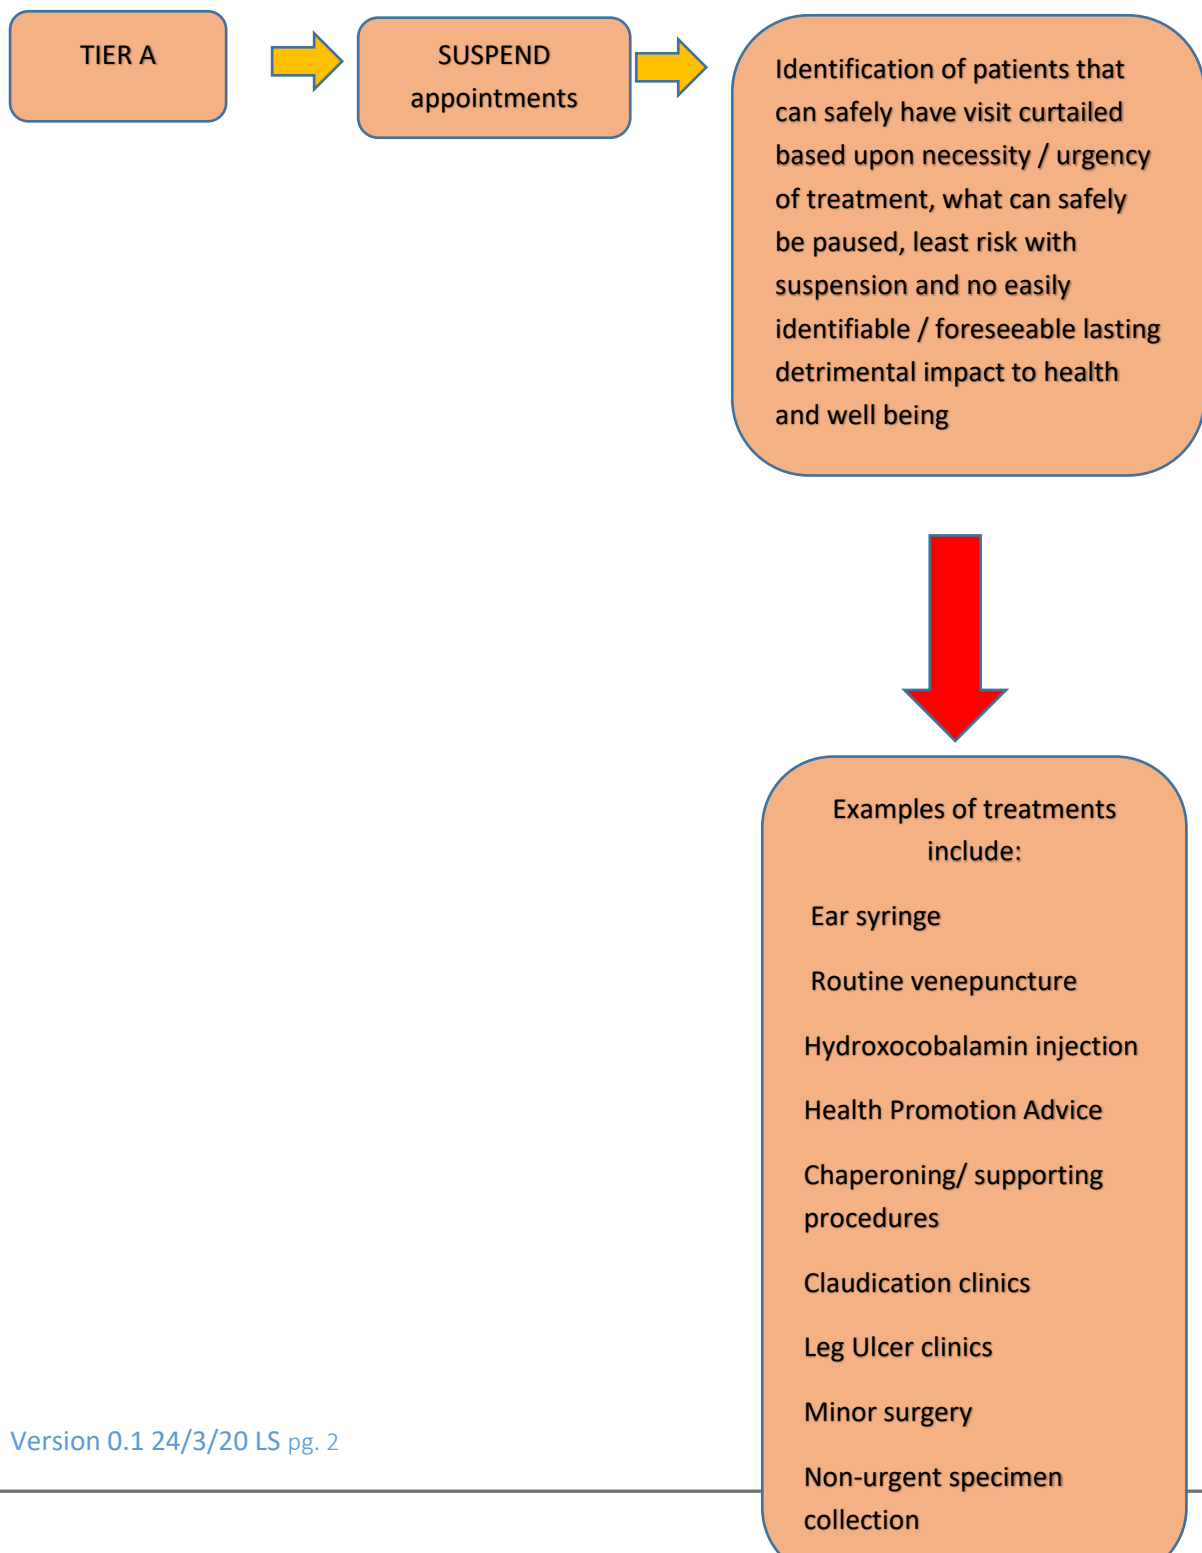 TIER A
SUSPEND
appointments
Identification of patients that
can safely have visit curtailed
based upon necessity / urgency
of treatment, what can safely
be paused, least risk with
suspension and no easily
identifiable / foreseeable lasting
detrimental impact to health
and well being
Examples of treatments
include:
Ear syringe
Routine venepuncture
Hydroxocobalamin injection
Health Promotion Advice
Chaperoning/ supporting
procedures
Claudication clinics
Leg Ulcer clinics
Minor surgery
Non-urgent specimen
collection
Version 0.1 24/3/20 LS pg. 2